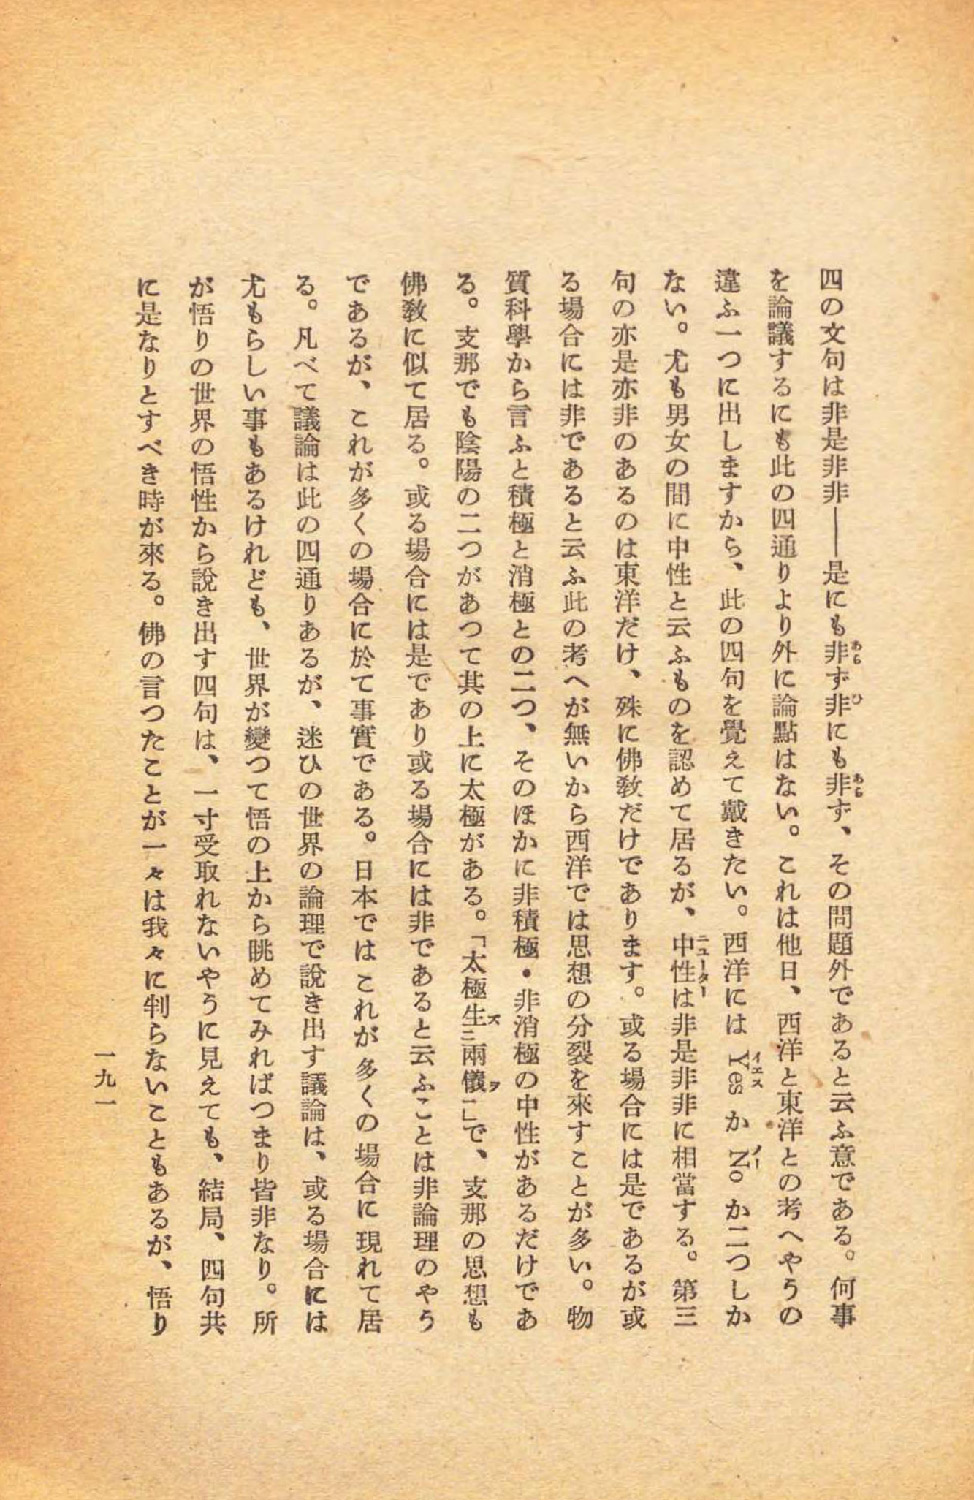 四の文句は非是非非――是にも非ず非にも非ず、その問題外であると云ふ意である。何事
を論議するにも此の四通りより外に論點はない。これは他日、西洋と東洋との考へやうの
違ふ一つに出しますから、此の四句を覺えて戴きたい。西洋には Yes か No か二つしか
ない。尤も男女の間に中性と云ふものを認めて居るが、中性は非是非非に相當する。第三
句の亦是亦非のあるのは東洋だけ、殊に佛敎だけであります。或る場合には是であるが或
る場合には非であると云ふ此の考へが無いから西洋では思想の分裂を來すことが多い。物
質科學から言ふと積極と消極との二つ、そのほかに非積極・非消極の中性があるだけであ
る。支那でも陰陽の二つがあつて其の上に太極がある。「太極生ズ二兩儀ヲ一」で、支那の思想も
佛敎に似て居る。或る場合には是であり或る場合には非であると云ふことは非論理のやう
であるが、これが多くの場合に於て事實である。日本ではこれが多くの場合に現れて居
る。凡べて議論は此の四通りあるが、迷ひの世界の論理で說き出す議論は、或る場合には
尤もらしい事もあるけれども、世界が變つて悟の上から眺めてみればつまり皆非なり。所
が悟りの世界の悟性から說き出す四句は、一寸受取れないやうに見えても、結局、四句共
に是なりとすべき時が來る。佛の言つたことが一々は我々に判らないこともあるが、悟り
一九一